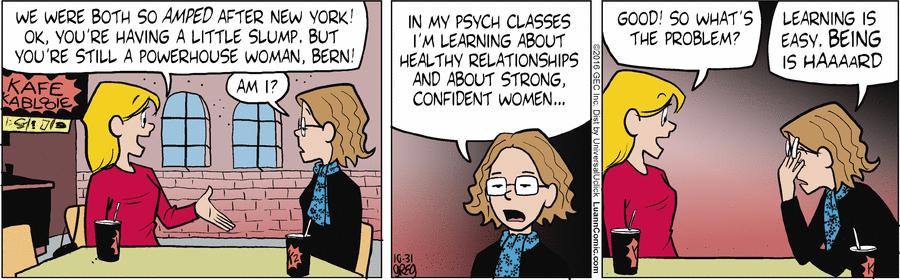 WE WERE BOTH SO AMPED AFTER NEW YORK!
OK, YOU'RE HAVING A LITTLE SLUMP. BUT
YOU'RE STILL A POWERHOUSE WOMAN, BERN!
AM I?
KAFE
KABLOOIE
IN MY PSYCH CLASSES
I'M LEARNING ABOUT
HEALTHY RELATIONSHIPS
AND ABOUT STRONG,
CONFIDENT WOMEN...
10-31
GREG
©2016 GEC Inc. Dist by UniversalUclick LuannComic.com
GOOD! SO WHAT'S
THE PROBLEM?
LEARNING IS
EASY. BEING
IS HAAAARD